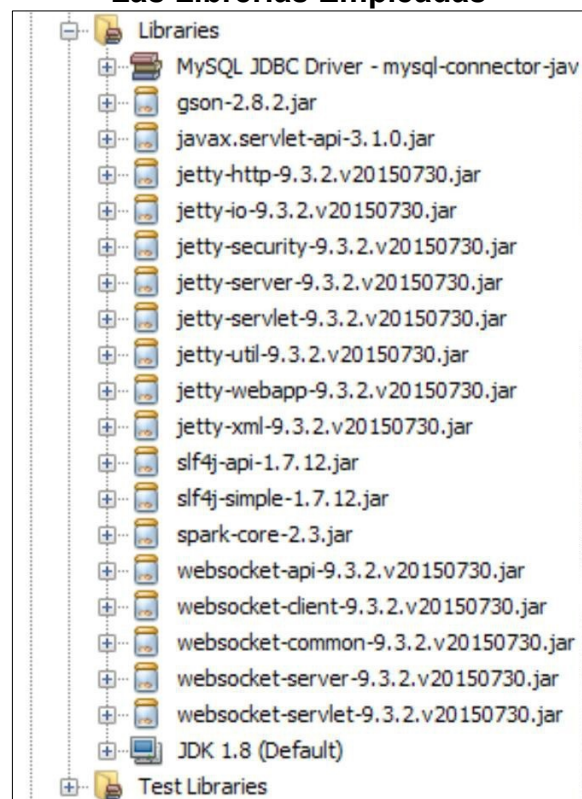 Las Librerías Empleadas
Libraries
MySQL JDBC Driver - mysql-connector-jav
gson-2.8.2.jar
javax.servlet-api-3.1.0.jar
jetty-http-9.3.2.v20150730.jar
jetty-io-9.3.2.v20150730.jar
jetty-security-9.3.2.v20150730.jar
jetty-server-9.3.2.v20150730.jar
jetty-servlet-9.3.2.v20150730.jar
jetty-util-9.3.2.v20150730.jar
jetty-webapp-9.3.2.v20150730.jar
jetty-xml-9.3.2.v20150730.jar
slf4j-api-1.7.12.jar
slf4j-simple-1.7.12.jar
spark-core-2.3.jar
websocket-api-9.3.2.v20150730.jar
websocket-client-9.3.2.v20150730.jar
websocket-common-9.3.2.v20150730.jar
websocket-server-9.3.2.v20150730.jar
websocket-servlet-9.3.2.v20150730.jar
JDK 1.8 (Default)
Test Libraries